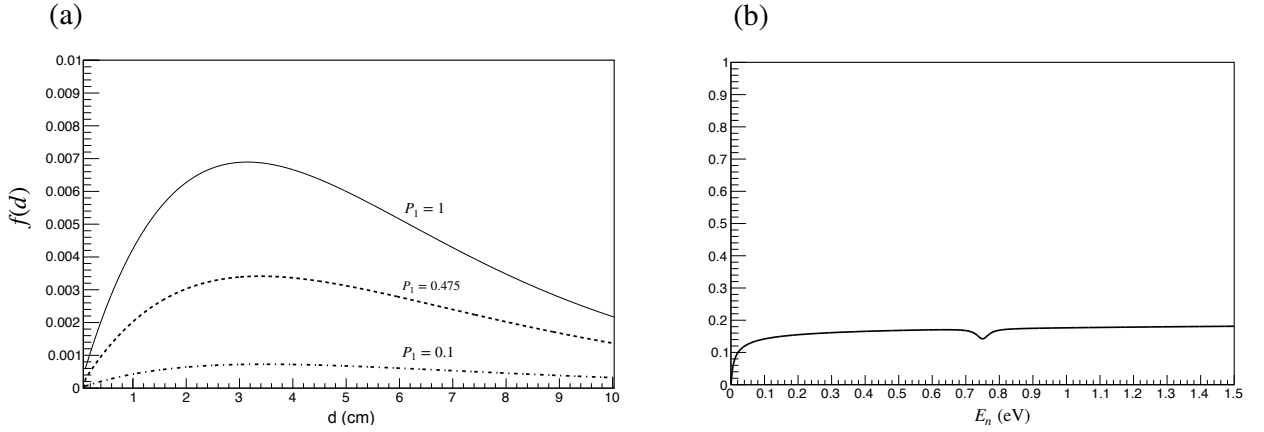 (a)
0.01
0.009
0.008
0.007
0.006
0.005
0.004
0.003
0.002
0.001
0
f(d)
P₁ = 1
P₁ = 0.475
P₁ = 0.1
1 2 3 4 5 6 7 8 9 10
d (cm)
(b)
1
0.9
0.8
0.7
0.6
0.5
0.4
0.3
0.2
0.1
0
0 0.1 0.2 0.3 0.4 0.5 0.6 0.7 0.8 0.9 1 1.1 1.2 1.3 1.4 1.5
Eₙ (eV)